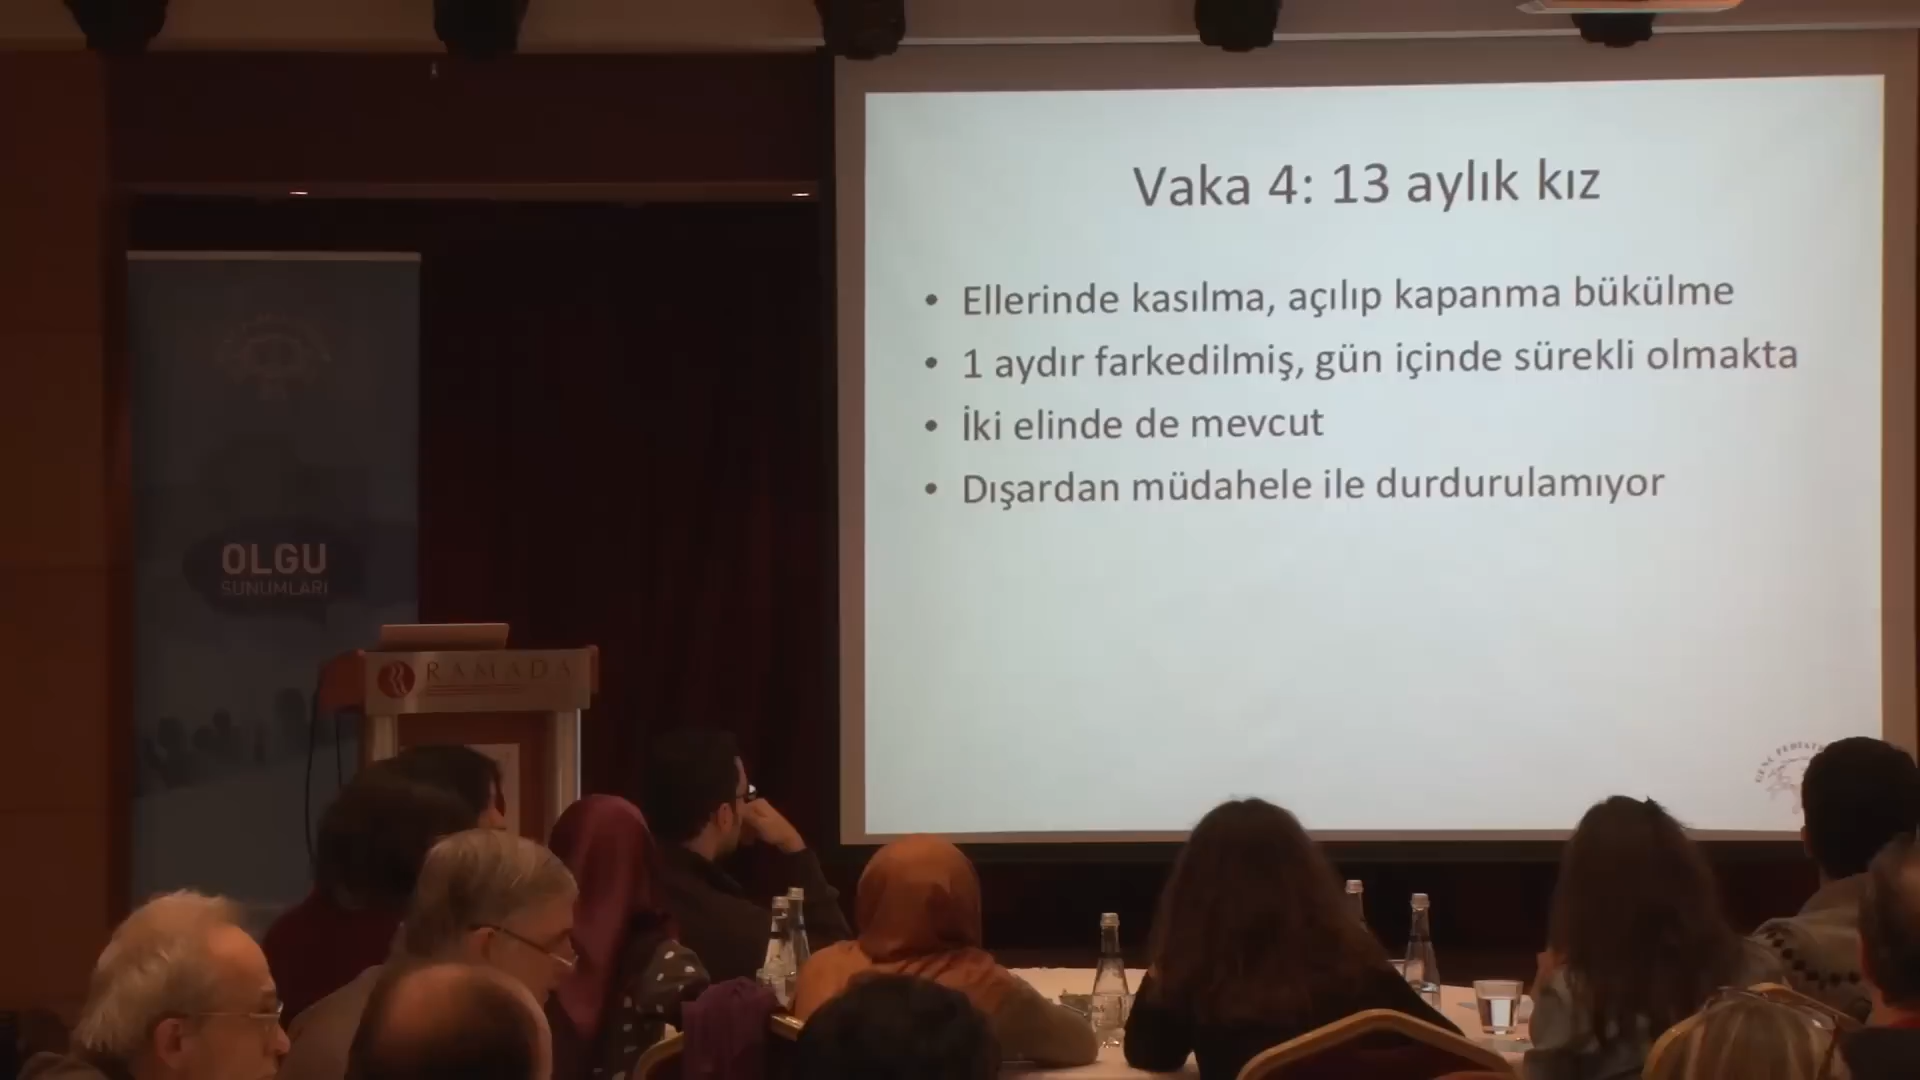 Vaka 4: 13 aylık kız
• Ellerinde kasılma, açılıp kapanma bükülme
• 1 aydır farkedilmiş, gün içinde sürekli olmakta
• İki elinde de mevcut
• Dışardan müdahele ile durdurulamıyor
OLGU
SUNUMLARI
RAMADA
GENÇ